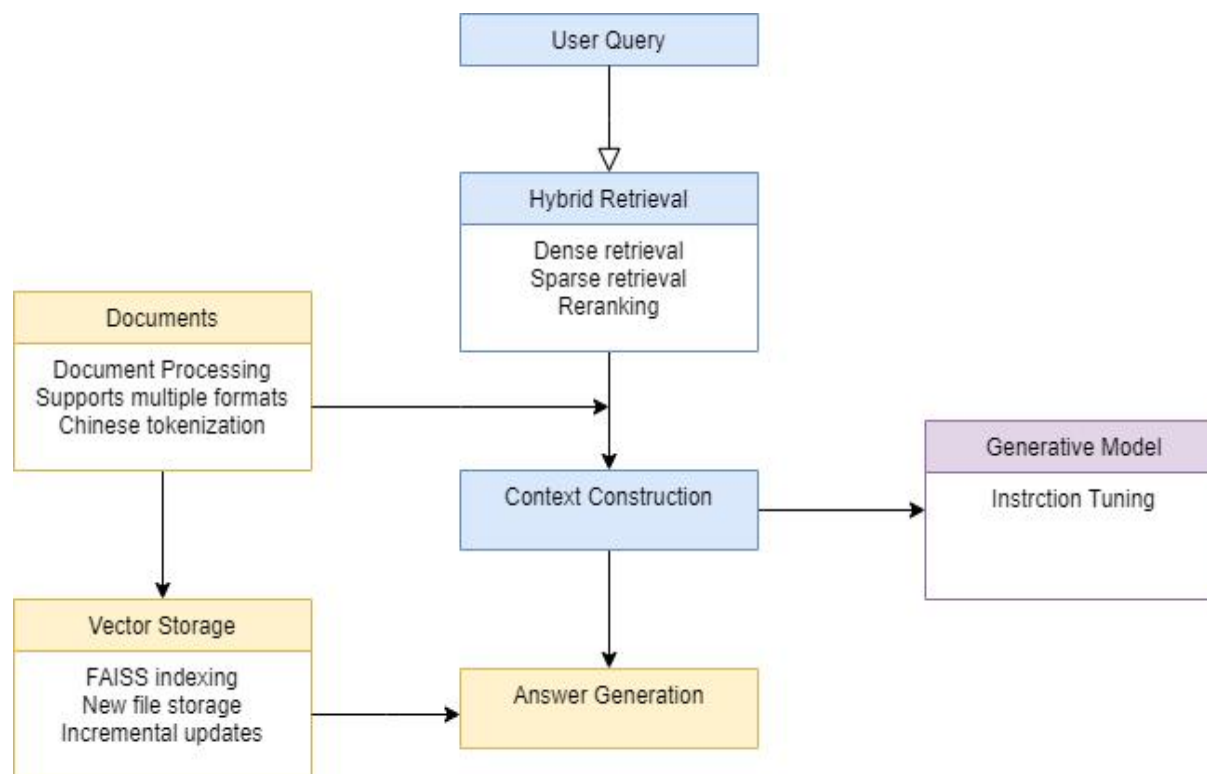 User Query
Hybrid Retrieval
Dense retrieval
Sparse retrieval
Reranking
Documents
Document Processing
Supports multiple formats
Chinese tokenization
Context Construction
Generative Model
Instrction Tuning
Vector Storage
FAISS indexing
New file storage
Incremental updates
Answer Generation